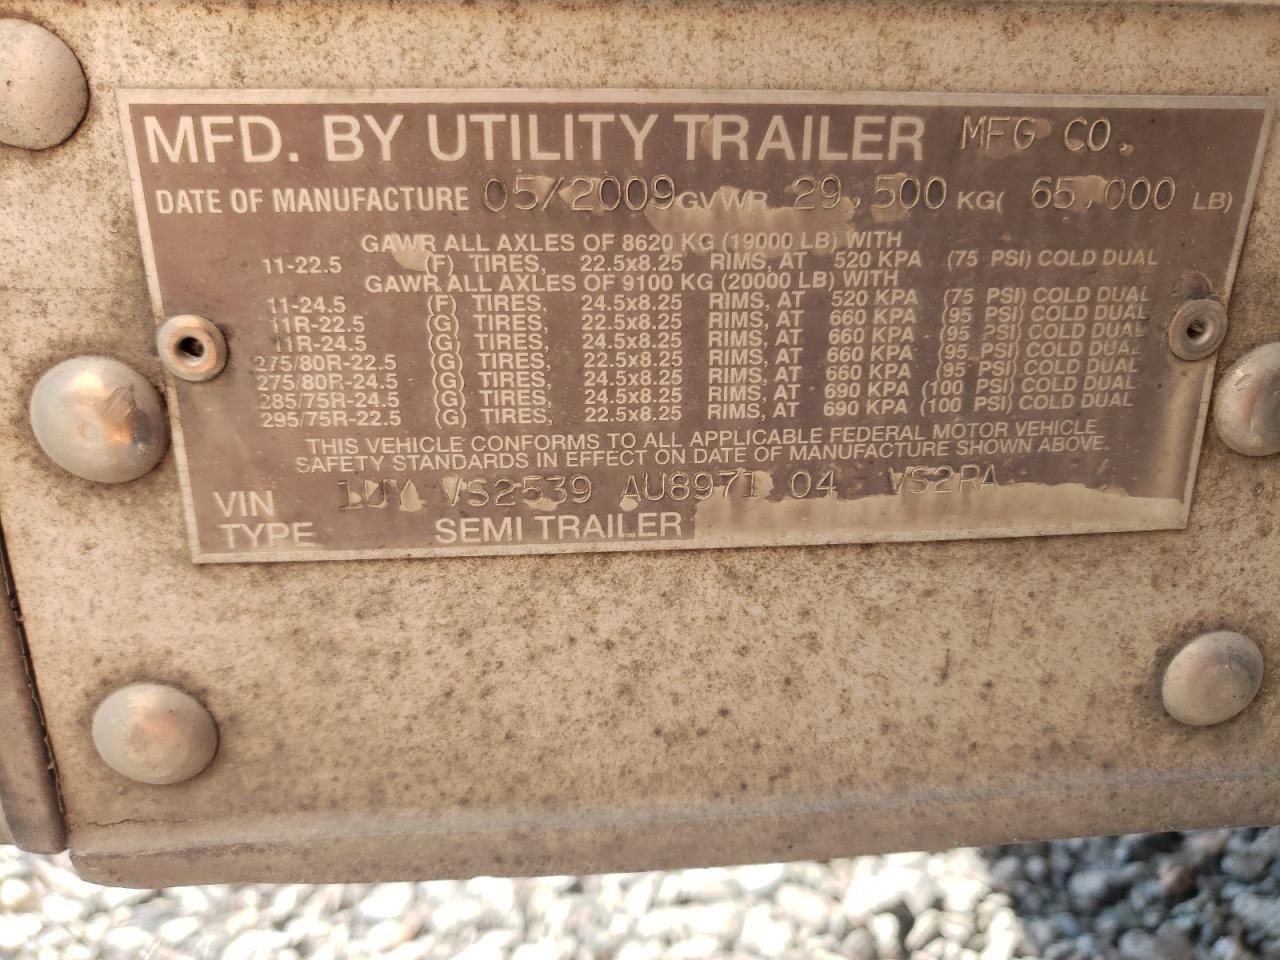 MFD. BY UTILITY TRAILER MFG CO.
DATE OF MANUFACTURE 05/2009 GVWR 29,500 KG( 65,000 LB)
GAWR ALL AXLES OF 8620 KG (19000 LB) WITH
11-22.5 (F) TIRES, 22.5x8.25 RIMS, AT 520 KPA (75 PSI) COLD DUAL
GAWR ALL AXLES OF 9100 KG (20000 LB) WITH
11-24.5 (F) TIRES, 24.5x8.25 RIMS, AT 520 KPA (75 PSI) COLD DUAL
11R-22.5 (G) TIRES, 22.5x8.25 RIMS, AT 660 KPA (95 PSI) COLD DUAL
11R-24.5 (G) TIRES, 24.5x8.25 RIMS, AT 660 KPA (95 PSI) COLD DUAL
275/80R-22.5 (G) TIRES, 22.5x8.25 RIMS, AT 660 KPA (95 PSI) COLD DUAL
275/80R-24.5 (G) TIRES, 24.5x8.25 RIMS, AT 660 KPA (95 PSI) COLD DUAL
285/75R-24.5 (G) TIRES, 24.5x8.25 RIMS, AT 690 KPA (100 PSI) COLD DUAL
295/75R-22.5 (G) TIRES, 22.5x8.25 RIMS, AT 690 KPA (100 PSI) COLD DUAL
THIS VEHICLE CONFORMS TO ALL APPLICABLE FEDERAL MOTOR VEHICLE
SAFETY STANDARDS IN EFFECT ON DATE OF MANUFACTURE SHOWN ABOVE.
VIN 1UY VS2539 AU8971 04 VS2RA
TYPE SEMI TRAILER